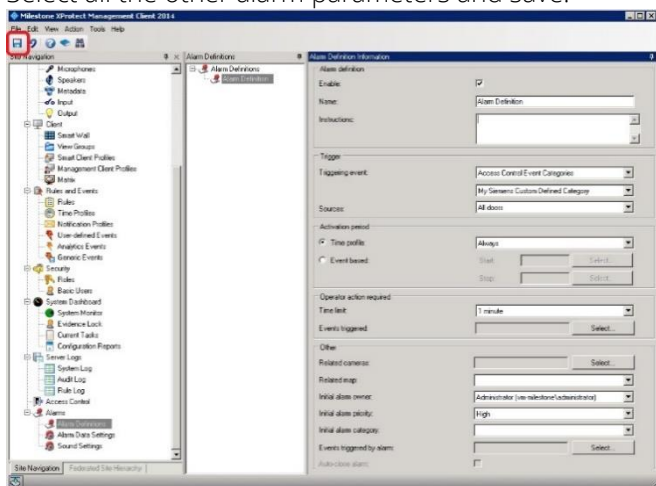 Select all the other alarm parameters and save.
Milestone XProtect Management Client 2014
File Edit View Action Tools Help
Site Navigation
Microphones
Speakers
Metadata
Input
Output
Client
Smart Wall
View Groups
Smart Client Profiles
Management Client Profiles
Matrix
Rules and Events
Rules
Time Profiles
Notification Profiles
User-defined Events
Analytics Events
Generic Events
Security
Roles
Basic Users
System Dashboard
System Monitor
Evidence Lock
Current Tasks
Configuration Reports
Server Logs
System Log
Audit Log
Rule Log
Access Control
Alarms
Alarm Definitions
Alarm Data Settings
Sound Settings
Site Navigation Federated Site Hierarchy
Alarm Definitions
Alarm Definitions
Alarm Definition
Alarm Definition Information
Alarm definition
Enable:
Name: Alarm Definition
Instructions:
Trigger
Triggering event: Access Control Event Categories
My Siemens Custom Defined Category
Sources: All doors
Activation period
Time profile: Always
Event based: Start: Select...
Stop: Select...
Operator action required
Time limit: 1 minute
Events triggered: Select...
Other
Related cameras: Select...
Related map:
Initial alarm owner: Administrator (vm-milestone\administrator)
Initial alarm priority: High
Initial alarm category:
Events triggered by alarm: Select...
Auto-close alarm: